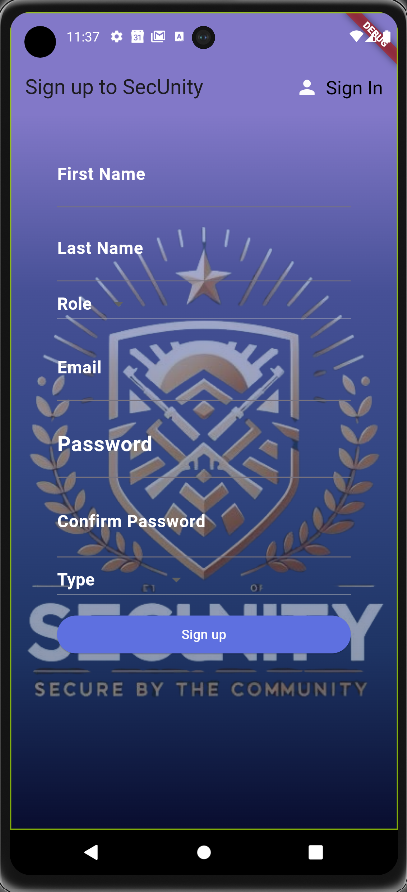 11:37
31
A
DEBUG
Sign up to SecUnity
Sign In
First Name
Last Name
Role
Email
Password
Confirm Password
Type
Sign up
SECURE BY THE COMMUNITY